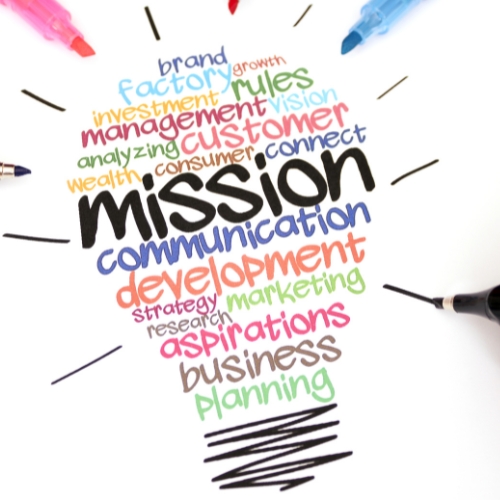 brand
factory growth
investment rules
management vision
analyzing customer
wealth consumer connect
mission
communication
development
strategy marketing
research
aspirations
business
planning